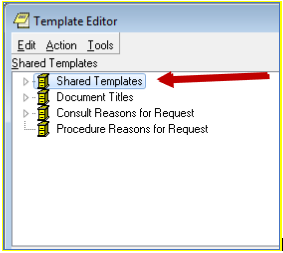 Template Editor
Edit Action Tools
Shared Templates
Shared Templates
Document Titles
Consult Reasons for Request
Procedure Reasons for Request